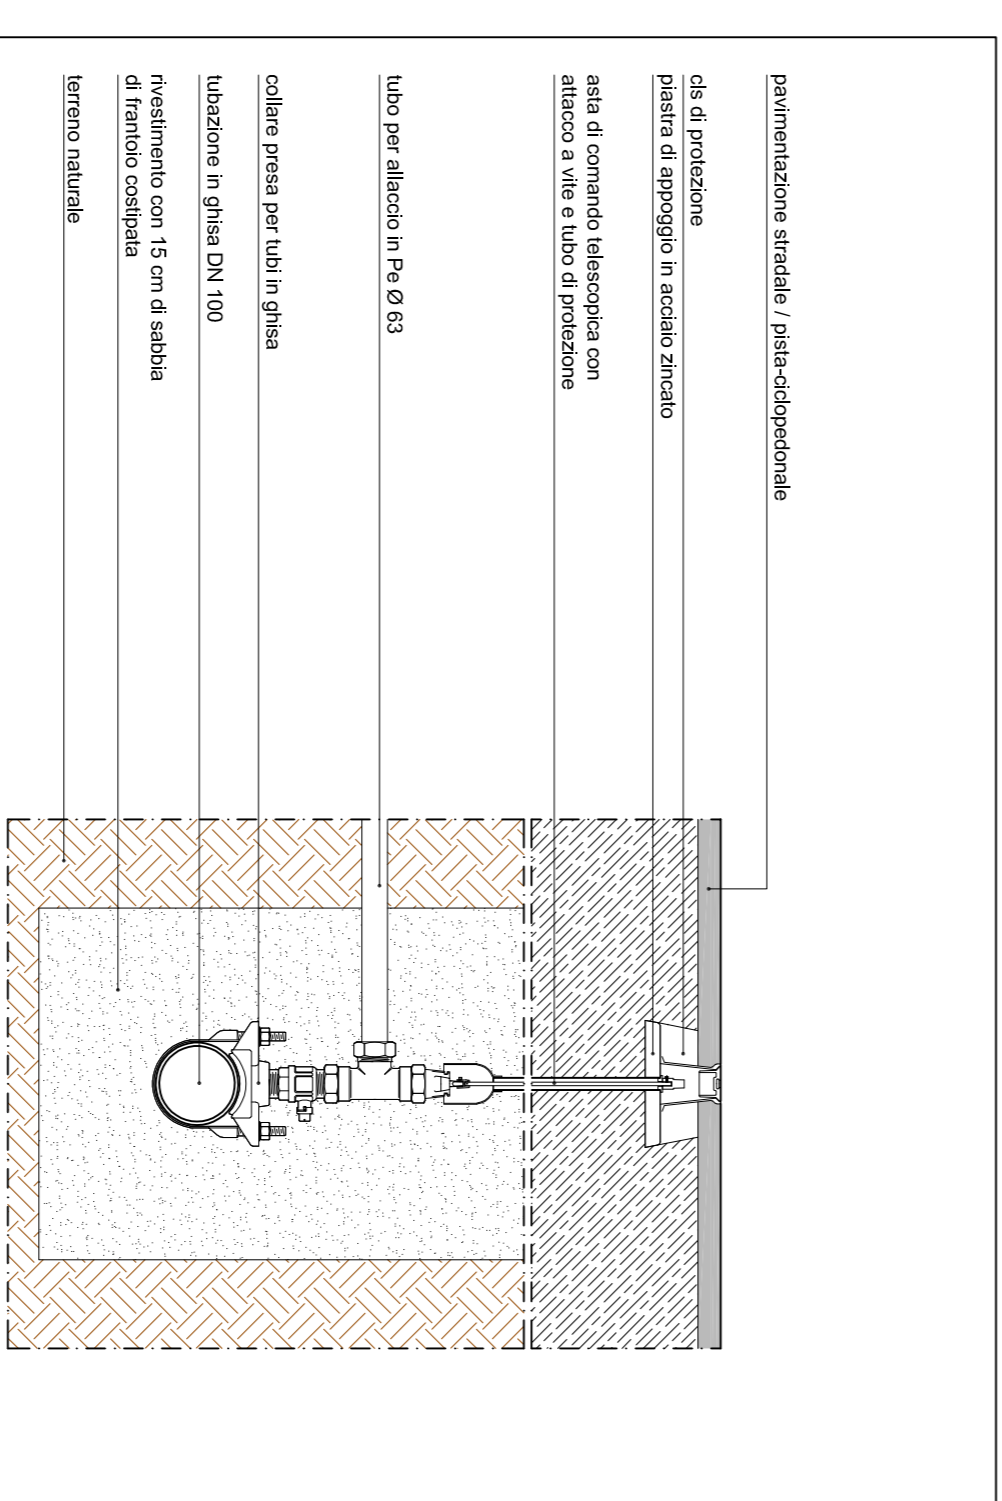 pavimentazione stradale / pista-ciclopedonale
cls di protezione
piastra di appoggio in acciaio zincato
asta di comando telescopica con
attacco a vite e tubo di protezione
tubo per allaccio in Pe Ø 63
collare presa per tubi in ghisa
tubazione in ghisa DN 100
rivestimento con 15 cm di sabbia
di frantoio costipata
terreno naturale